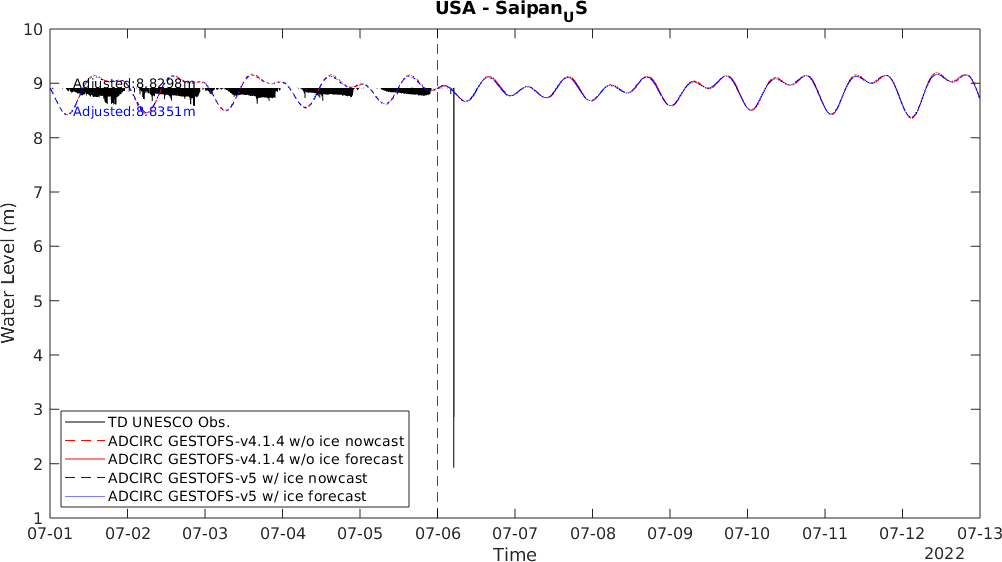 USA - Saipan_US
10
9
8
7
6
5
4
3
2
1
Water Level (m)
Adjusted:8.8298m
Adjusted:8.8351m
TD UNESCO Obs.
ADCIRC GESTOFS-v4.1.4 w/o ice nowcast
ADCIRC GESTOFS-v4.1.4 w/o ice forecast
ADCIRC GESTOFS-v5 w/ ice nowcast
ADCIRC GESTOFS-v5 w/ ice forecast
07-01 07-02 07-03 07-04 07-05 07-06 07-07 07-08 07-09 07-10 07-11 07-12 07-13
Time
2022